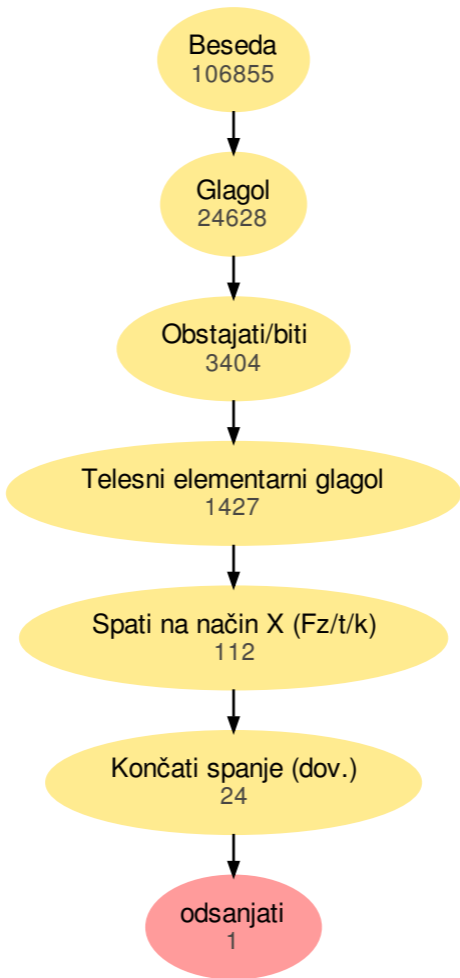 Beseda
106855
Glagol
24628
Obstajati/biti
3404
Telesni elementarni glagol
1427
Spati na način X (Fz/t/k)
112
Končati spanje (dov.)
24
odsanjati
1